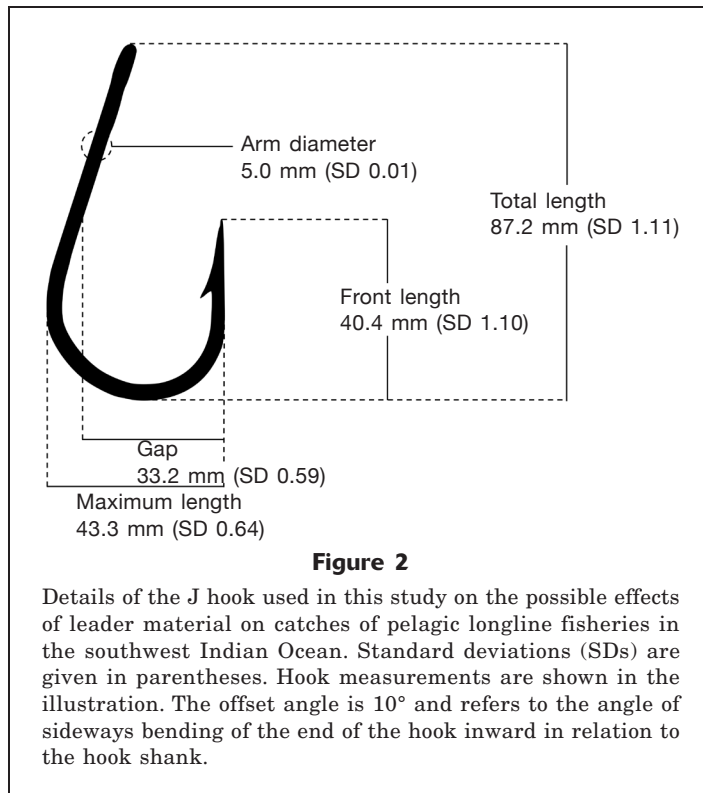 Arm diameter
5.0 mm (SD 0.01)
Total length
87.2 mm (SD 1.11)
Front length
40.4 mm (SD 1.10)
Gap
33.2 mm (SD 0.59)
Maximum length
43.3 mm (SD 0.64)
Figure 2
Details of the J hook used in this study on the possible effects
of leader material on catches of pelagic longline fisheries in
the southwest Indian Ocean. Standard deviations (SDs) are
given in parentheses. Hook measurements are shown in the
illustration. The offset angle is 10° and refers to the angle of
sideways bending of the end of the hook inward in relation to
the hook shank.